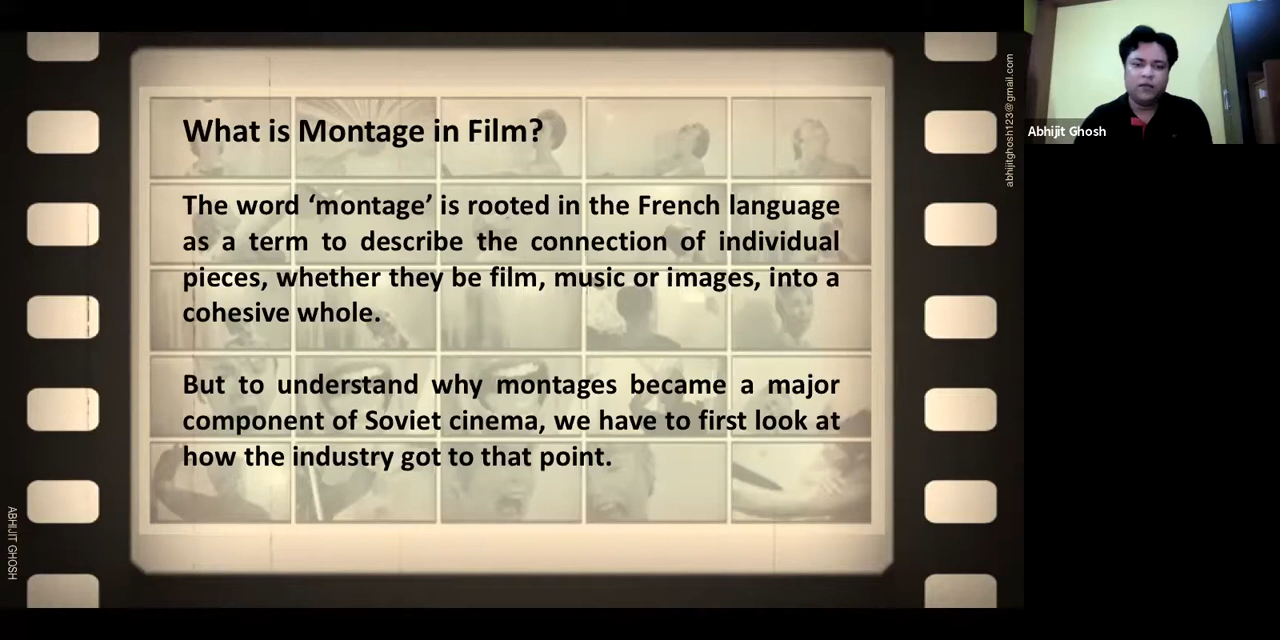 What is Montage in Film?
The word ‘montage’ is rooted in the French language
as a term to describe the connection of individual
pieces, whether they be film, music or images, into a
cohesive whole.
But to understand why montages became a major
component of Soviet cinema, we have to first look at
how the industry got to that point.
ABHIJIT GHOSH
abhijitghosh123@gmail.com
Abhijit Ghosh